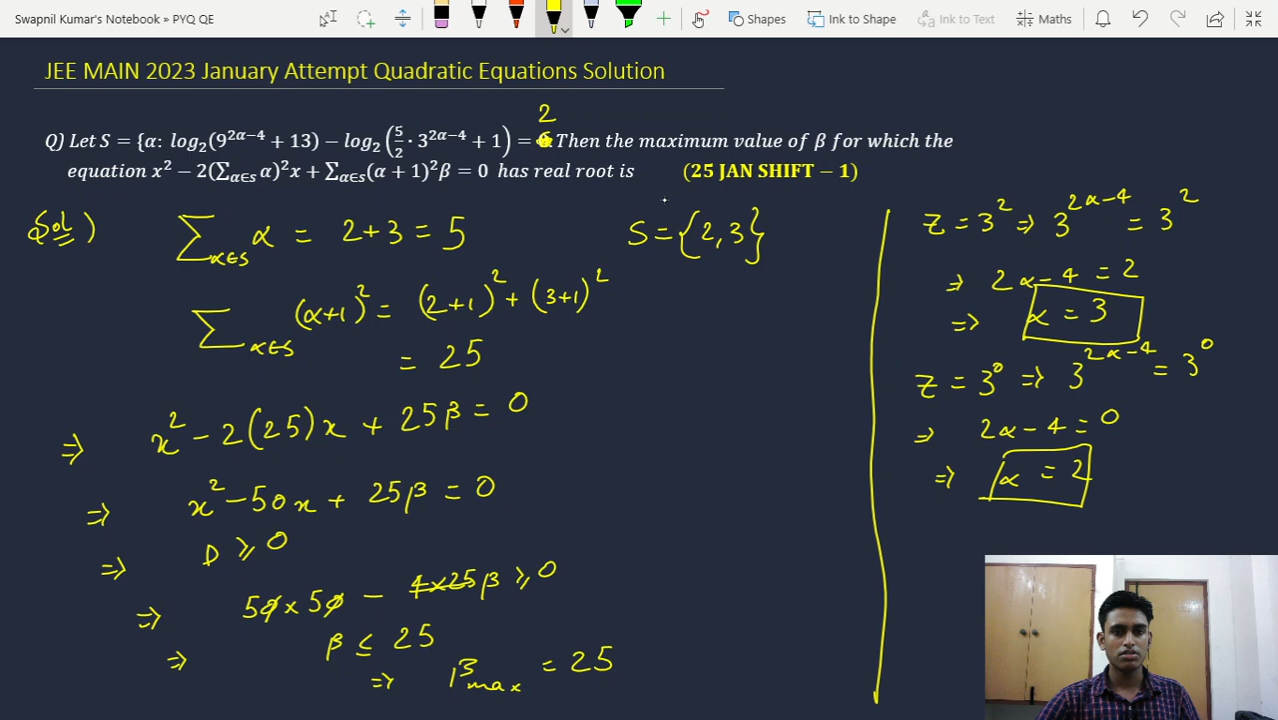 Swapnil Kumar's Notebook » PYQ QE
Shapes
Ink to Shape
Ink to Text
Maths
JEE MAIN 2023 January Attempt Quadratic Equations Solution
2
Q) Let S = {α: log₂(9^{2α−4} + 13) − log₂(5/2 · 3^{2α−4} + 1) = Then the maximum value of β for which the
equation x² − 2(∑_{α∈s} α)²x + ∑_{α∈s}(α + 1)²β = 0 has real root is (25 JAN SHIFT − 1)
Sol)
∑_{α∈S} α = 2+3 = 5
S = {2,3}
∑_{α∈S} (α+1)² = (2+1)² + (3+1)²
= 25
⇒ x² − 2(25)x + 25β = 0
⇒ x² − 50x + 25β = 0
⇒ D ≥ 0
⇒ 50 × 50 − 4×25β ≥ 0
⇒ β ≤ 25
⇒ βmax = 25
z = 3² ⇒ 3^{2α−4} = 3²
⇒ 2α−4 = 2
⇒ α = 3
z = 3⁰ ⇒ 3^{2α−4} = 3⁰
⇒ 2α−4 = 0
⇒ α = 2